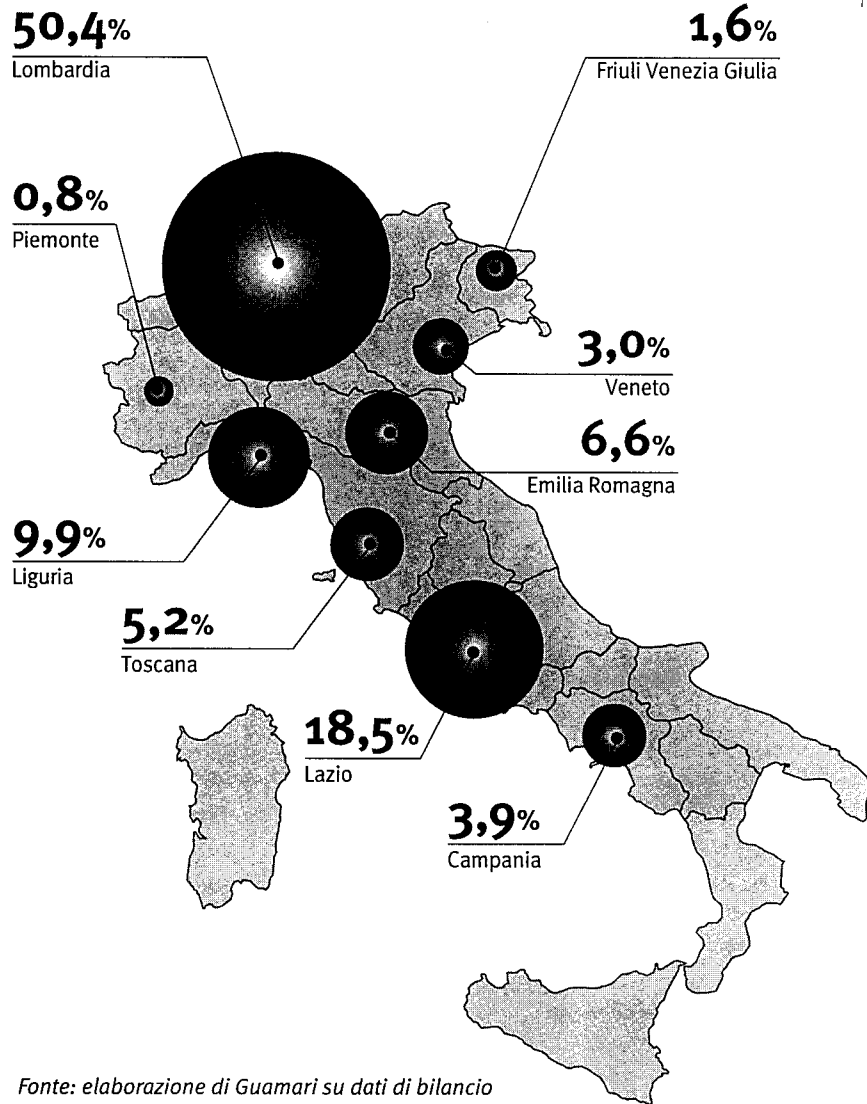 50,4%
Lombardia
1,6%
Friuli Venezia Giulia
0,8%
Piemonte
3,0%
Veneto
6,6%
Emilia Romagna
9,9%
Liguria
5,2%
Toscana
18,5%
Lazio
3,9%
Campania
Fonte: elaborazione di Guamari su dati di bilancio